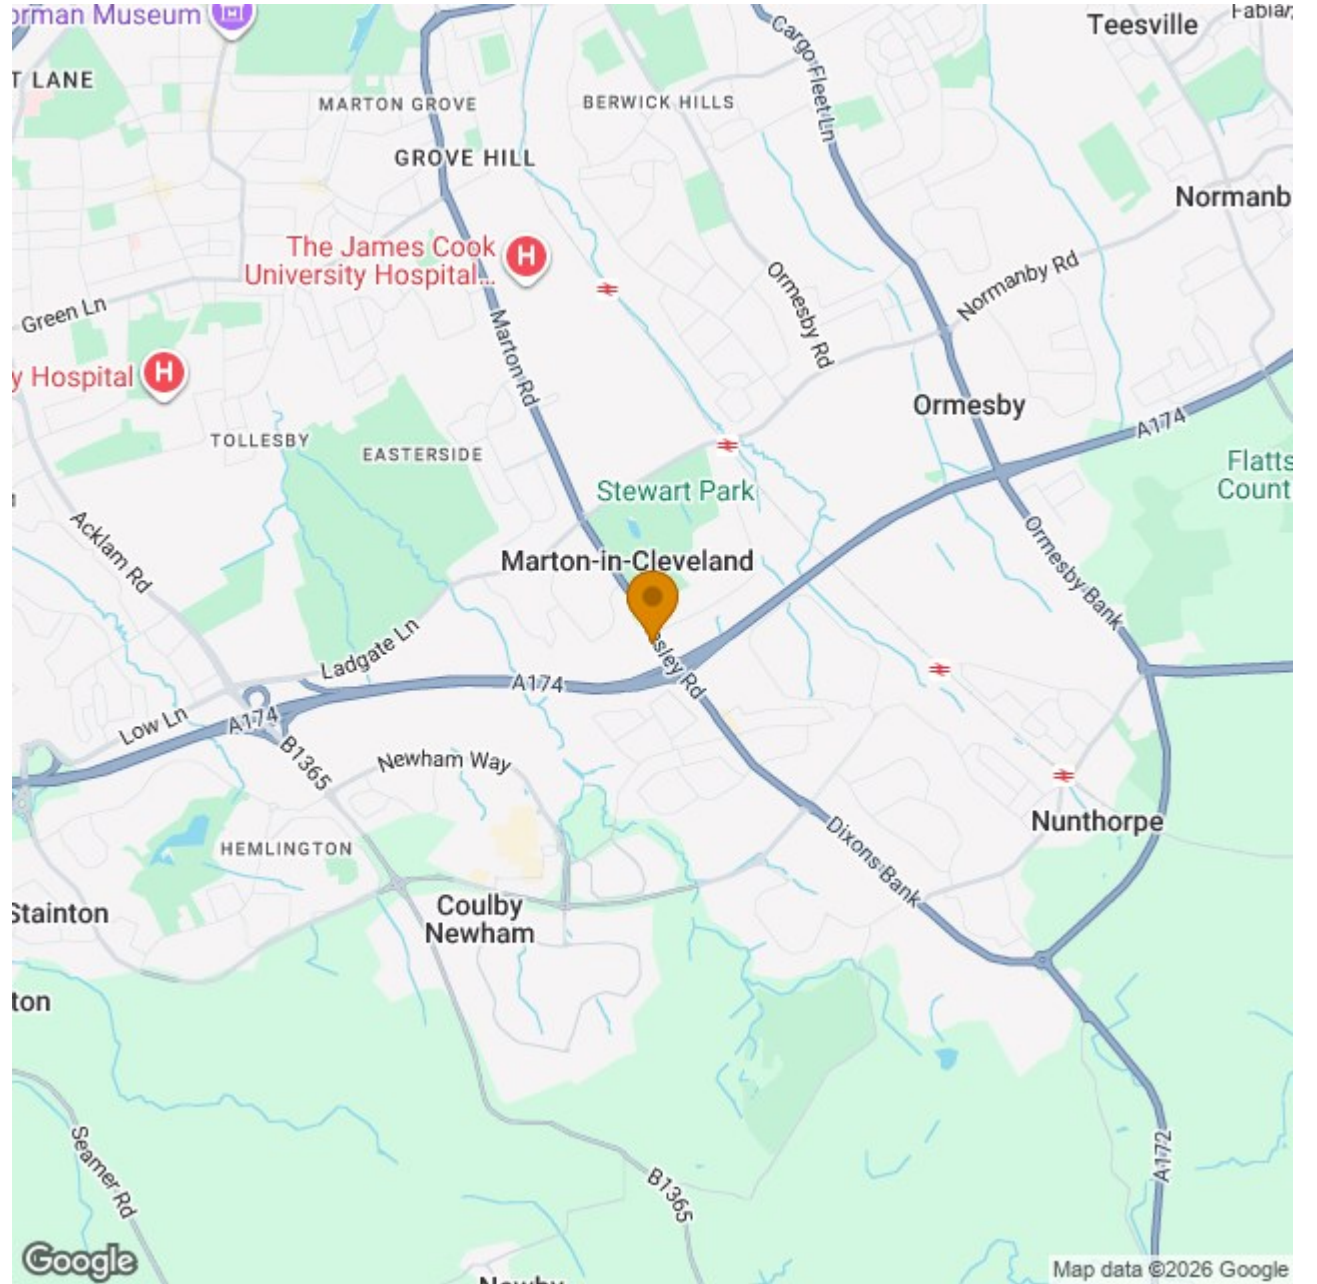 orman Museum
Teesville
T LANE
MARTON GROVE
BERWICK HILLS
Cargo Fleet Ln
GROVE HILL
Normanb
The James Cook
University Hospital...
Ormesby Rd
Normanby Rd
Green Ln
Marton Rd
y Hospital
Ormesby
A174
TOLLESBY
EASTERSIDE
Flatts
Count
Stewart Park
Acklam Rd
Ormesby Bank
Marton-in-Cleveland
Ladgate Ln
esley Rd
A174
Low Ln
A174
B1365
Newham Way
Nunthorpe
Dixons Bank
HEMLINGTON
Stainton
Coulby
Newham
ton
Seamer Rd
B1365
A172
Google
Map data ©2026 Google